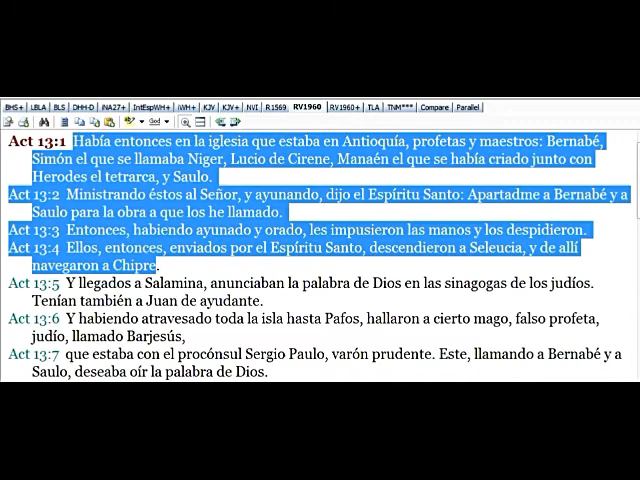 BHS+ LBLA BLS DHH-D iNA27+ IntEspWH+ iWH+ KJV KJV+ NVI R1569 RV1960 RV1960+ TLA TNM*** Compare Parallel
God
Act 13:1 Había entonces en la iglesia que estaba en Antioquía, profetas y maestros: Bernabé,
Simón el que se llamaba Niger, Lucio de Cirene, Manaén el que se había criado junto con
Herodes el tetrarca, y Saulo.
Act 13:2 Ministrando éstos al Señor, y ayunando, dijo el Espíritu Santo: Apartadme a Bernabé y a
Saulo para la obra a que los he llamado.
Act 13:3 Entonces, habiendo ayunado y orado, les impusieron las manos y los despidieron.
Act 13:4 Ellos, entonces, enviados por el Espíritu Santo, descendieron a Seleucia, y de allí
navegaron a Chipre.
Act 13:5 Y llegados a Salamina, anunciaban la palabra de Dios en las sinagogas de los judíos.
Tenían también a Juan de ayudante.
Act 13:6 Y habiendo atravesado toda la isla hasta Pafos, hallaron a cierto mago, falso profeta,
judío, llamado Barjesús,
Act 13:7 que estaba con el procónsul Sergio Paulo, varón prudente. Este, llamando a Bernabé y a
Saulo, deseaba oír la palabra de Dios.